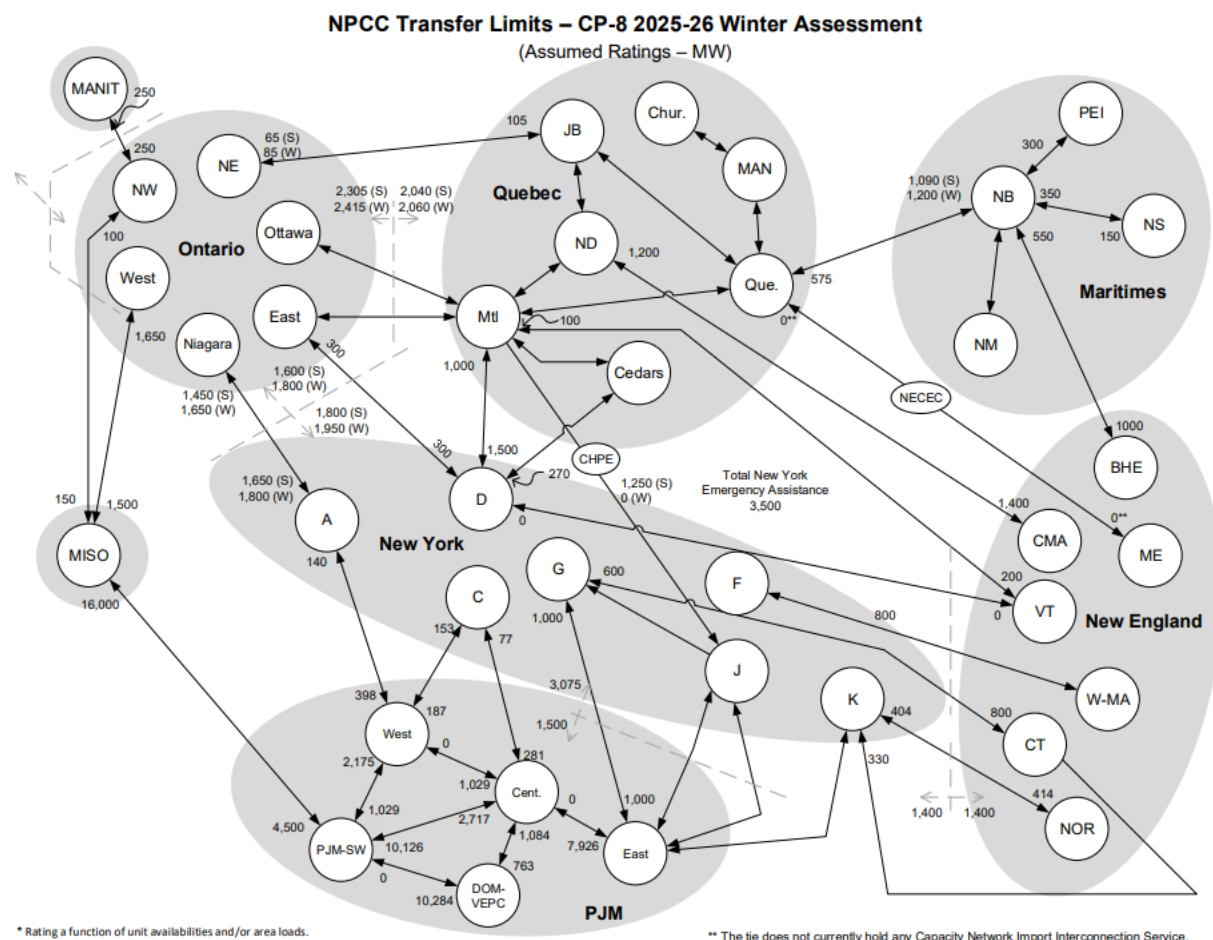 NPCC Transfer Limits – CP-8 2025-26 Winter Assessment
(Assumed Ratings – MW)
MANIT
250
250
NW
100
NE
65 (S)
85 (W)
105
JB
Chur.
MAN
Quebec
2,305 (S)
2,415 (W)
2,040 (S)
2,060 (W)
Ottawa
Ontario
ND
1,200
Que.
575
0**
PEI
300
1,090 (S)
1,200 (W)
NB
350
550
150
NS
Maritimes
NM
West
1,650
Niagara
East
300
Mtl
100
1,000
Cedars
1,600 (S)
1,800 (W)
1,450 (S)
1,650 (W)
1,800 (S)
1,950 (W)
300
1,500
NECEC
CHPE
270
D
0
1,250 (S)
0 (W)
Total New York
Emergency Assistance
3,500
1000
BHE
1,650 (S)
1,800 (W)
A
140
New York
150
1,500
MISO
16,000
1,400
CMA
0**
ME
200
VT
0
New England
G
600
1,000
F
800
C
153
77
J
W-MA
3,075
1,500
K
404
330
800
CT
398
187
West
2,175
0
281
1,029
Cent.
0
1,000
1,029
2,717
4,500
PJM-SW
10,126
1,084
7,926
East
0
763
10,284
DOM-
VEPC
PJM
1,400
1,400
414
NOR
* Rating a function of unit availabilities and/or area loads.
** The tie does not currently hold any Capacity Network Import Interconnection Service.